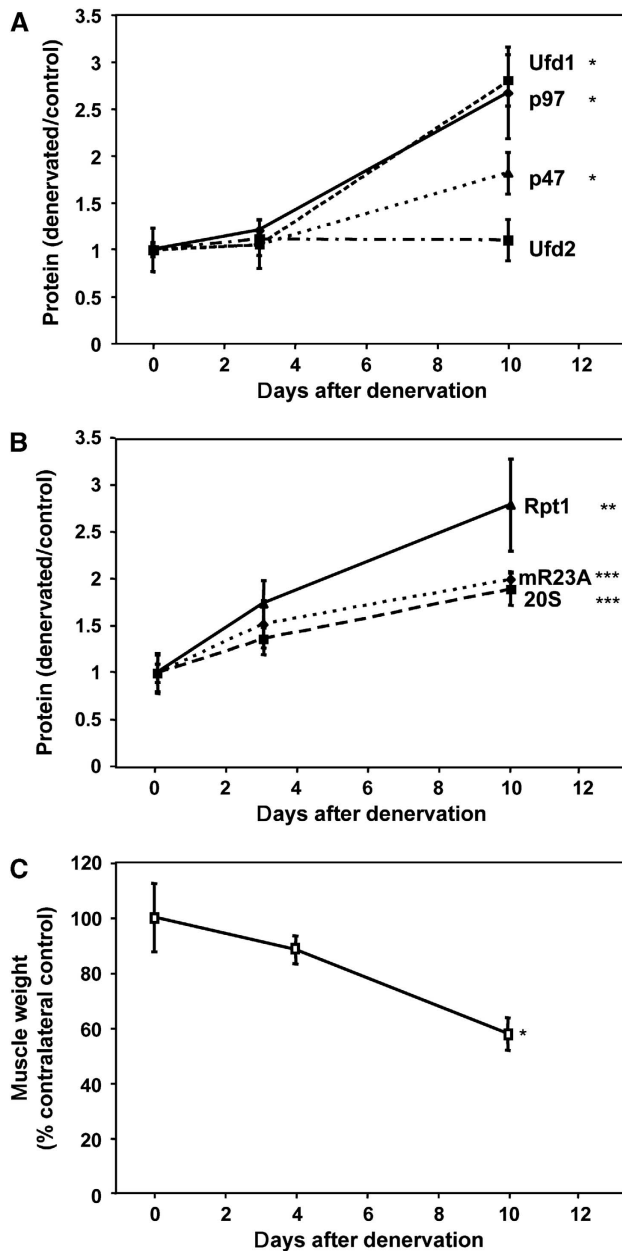 A
Protein (denervated/control)
3.5
3
2.5
2
1.5
1
0.5
0
Ufd1 *
p97 *
p47 *
Ufd2
0 2 4 6 8 10 12
Days after denervation
B
Protein (denervated/control)
3.5
3
2.5
2
1.5
1
0.5
0
Rpt1 **
mR23A ***
20S ***
0 2 4 6 8 10 12
Days after denervation
C
Muscle weight
(% contralateral control)
120
100
80
60
40
20
0
*
0 2 4 6 8 10 12
Days after denervation